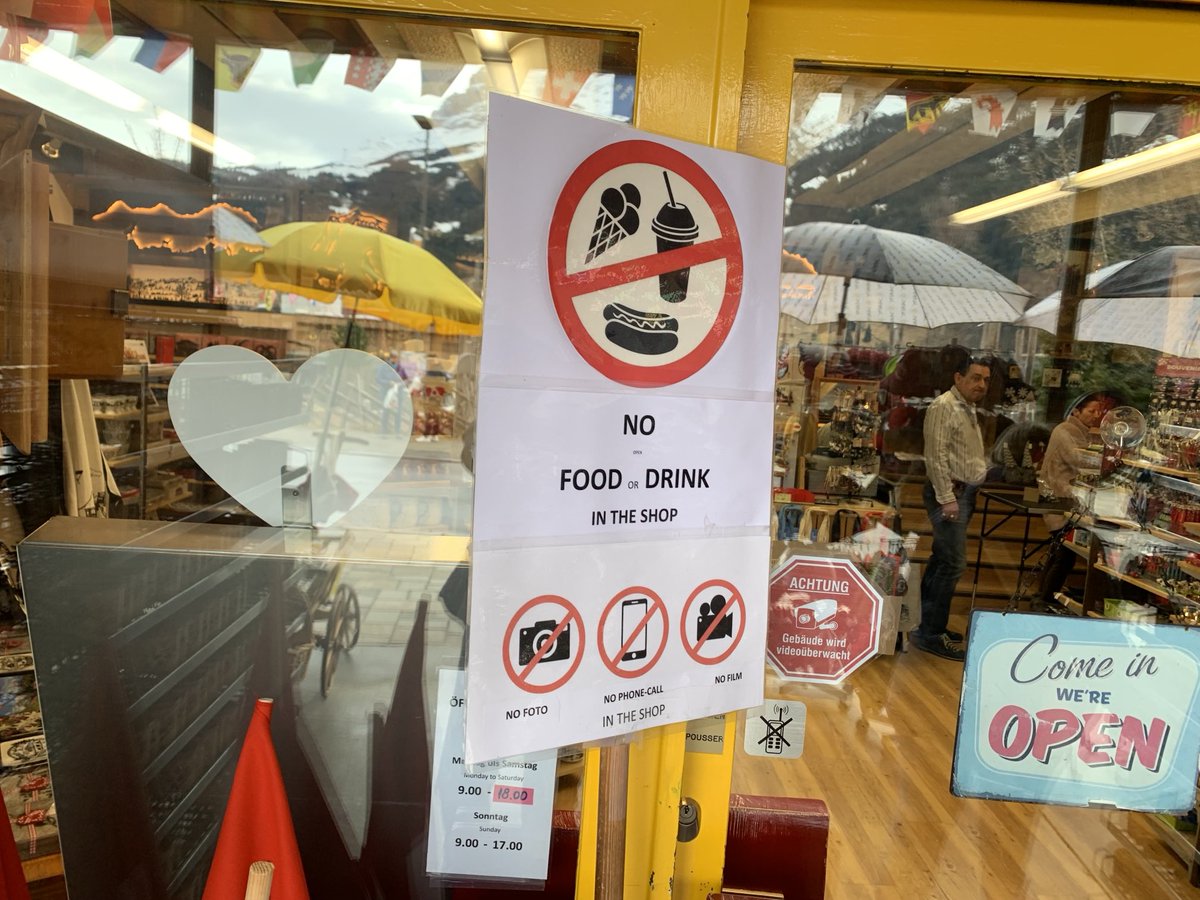 NO
OPEN
FOOD OR DRINK
IN THE SHOP
NO FOTO
NO PHONE-CALL
NO FILM
IN THE SHOP
ACHTUNG
Gebäude wird
videoüberwacht
POUSSER
Come in
WE'RE
OPEN
Samstag
Monday to Saturday
9.00 - 18.00
Sonntag
Sunday
9.00 - 17.00